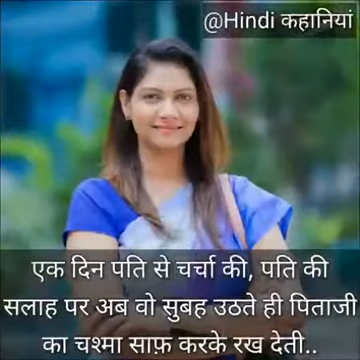 @Hindi कहानियां
एक दिन पति से चर्चा की, पति की
सलाह पर अब वो सुबह उठते ही पिताजी
का चश्मा साफ़ करके रख देती..